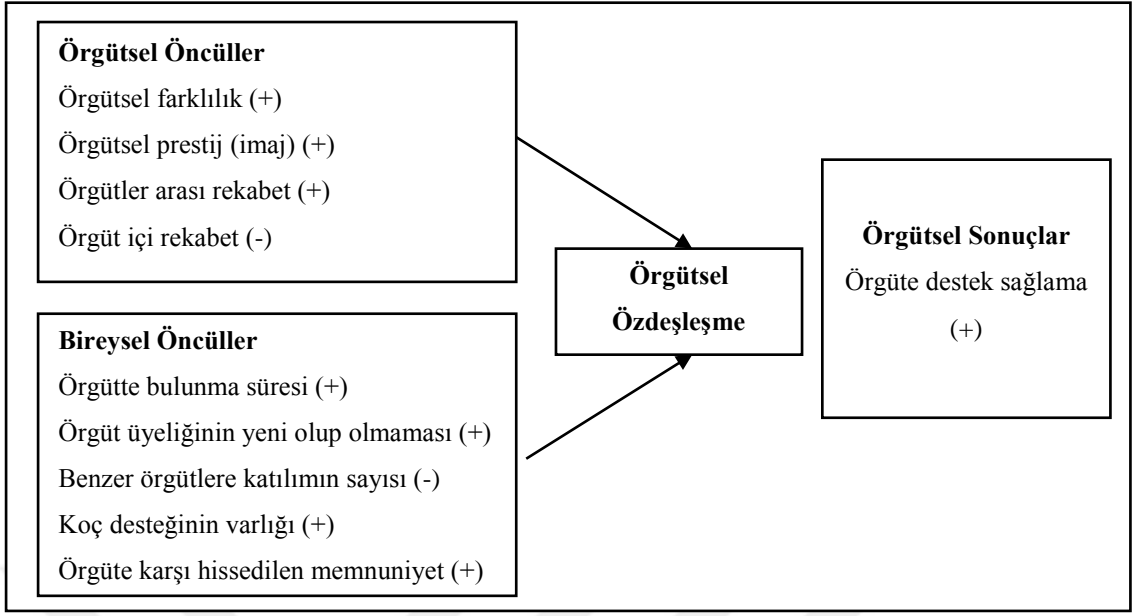 Örgütsel Öncüller
Örgütsel farklılık (+)
Örgütsel prestij (imaj) (+)
Örgütler arası rekabet (+)
Örgüt içi rekabet (-)
Bireysel Öncüller
Örgütte bulunma süresi (+)
Örgüt üyeliğinin yeni olup olmaması (+)
Benzer örgütlere katılımın sayısı (-)
Koç desteğinin varlığı (+)
Örgüte karşı hissedilen memnuniyet (+)
Örgütsel
Özdeşleşme
Örgütsel Sonuçlar
Örgüte destek sağlama
(+)